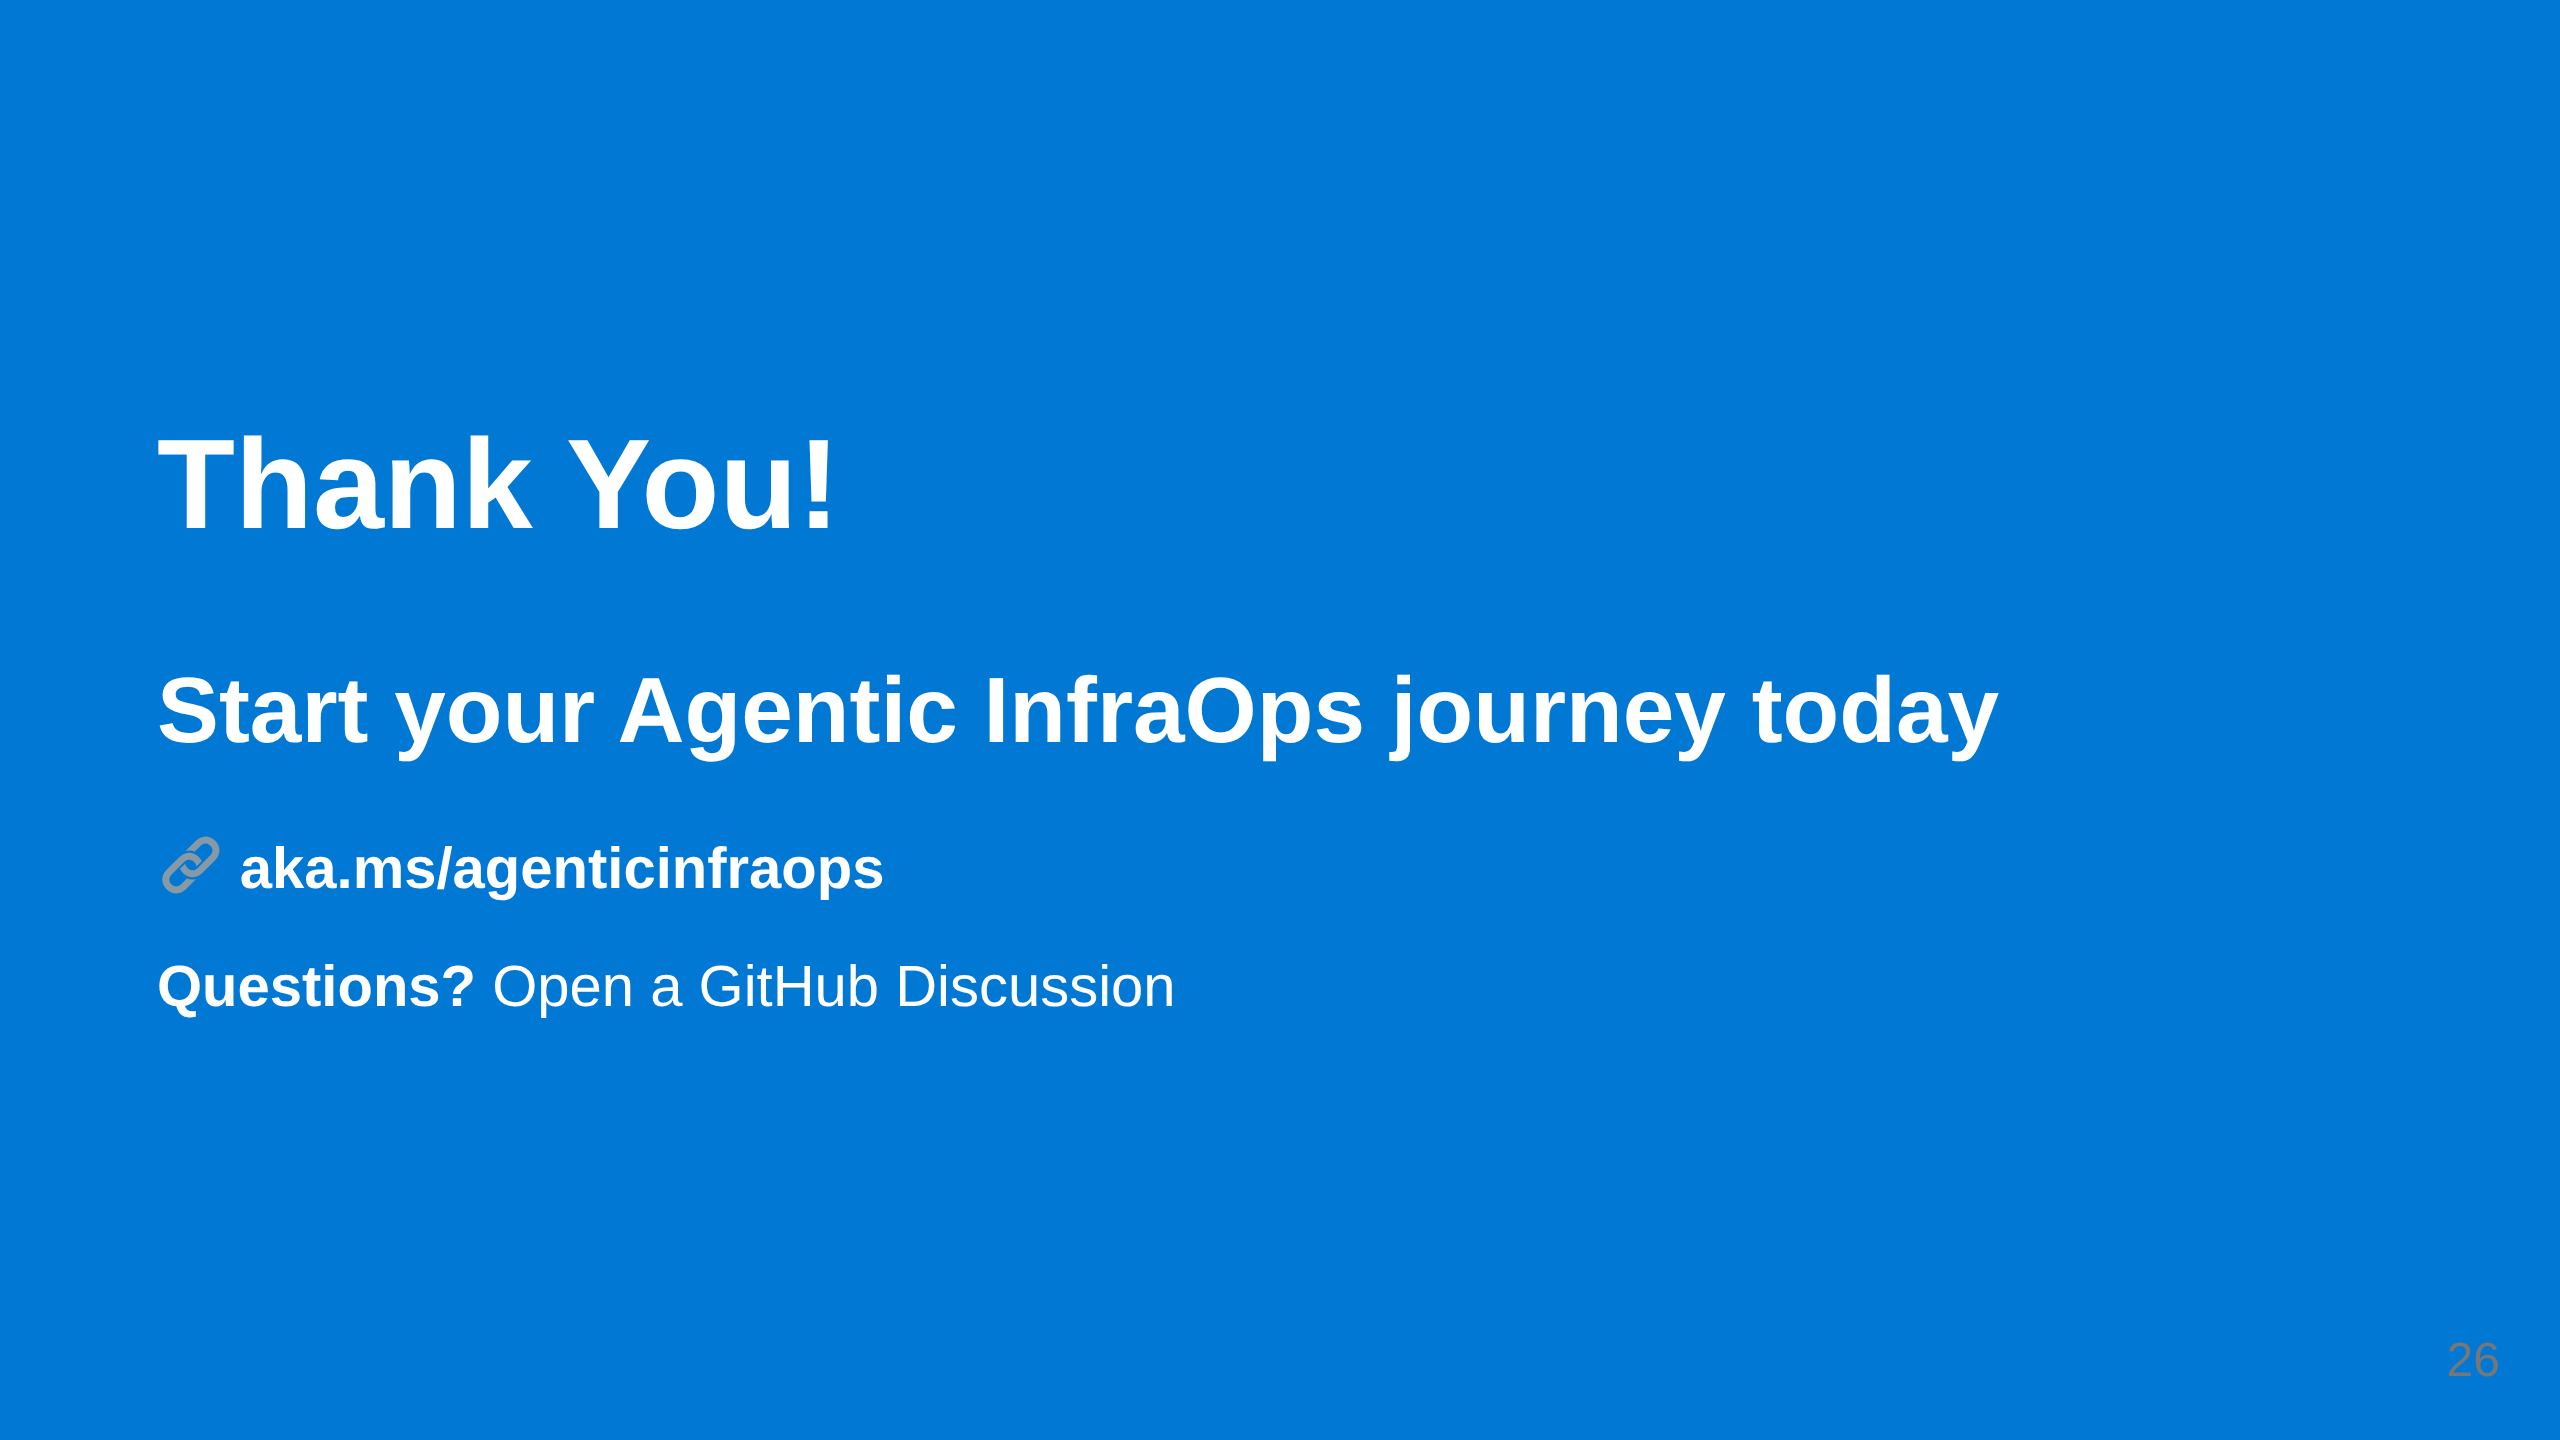 Thank You!
Start your Agentic InfraOps journey today
🔗 aka.ms/agenticinfraops
Questions? Open a GitHub Discussion
26